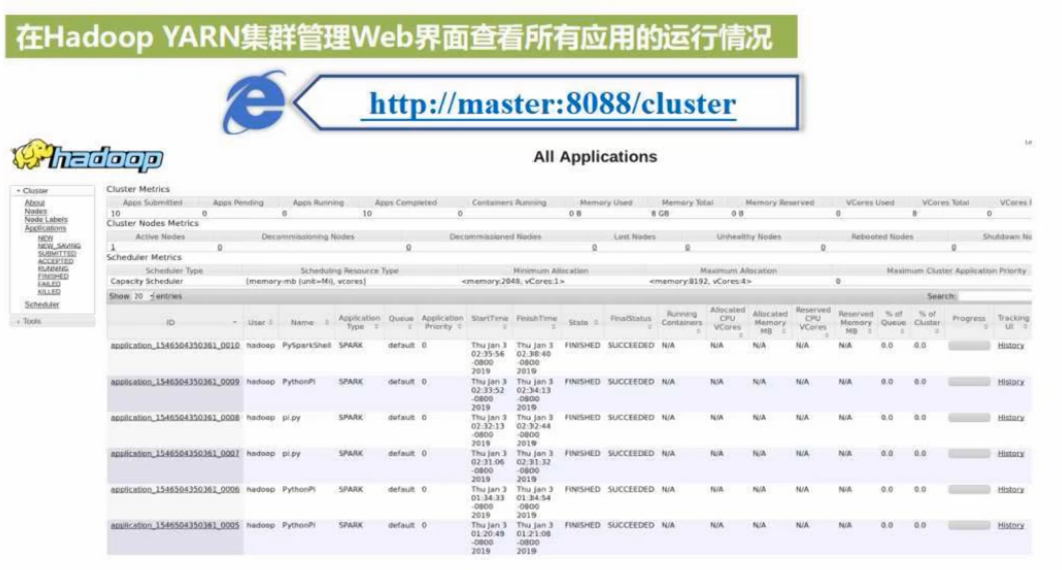 在Hadoop YARN集群管理Web界面查看所有应用的运行情况
http://master:8088/cluster
hadoop
All Applications
Cluster
About
Nodes
Node Labels
Applications
NEW
NEW_SAVING
SUBMITTED
ACCEPTED
RUNNING
FINISHED
FAILED
KILLED
Scheduler
Tools
Cluster Metrics
Apps Submitted Apps Pending Apps Running Apps Completed Containers Running Memory Used Memory Total Memory Reserved VCores Used VCores Total VCores
10 0 0 10 0 0 B 8 GB 0 B 0 8 0
Cluster Nodes Metrics
Active Nodes Decommissioning Nodes Decommissioned Nodes Lost Nodes Unhealthy Nodes Rebooted Nodes Shutdown
1 0 0 0 0 0 0
Scheduler Metrics
Scheduler Type Scheduling Resource Type Minimum Allocation Maximum Allocation Maximum Cluster Application Priority
Capacity Scheduler [memory-mb (unit=Mi), vcores] <memory:2048, vCores:1> <memory:8192, vCores:4> 0
Show 20 entries Search:
ID User Name Application Type Queue Application Priority StartTime FinishTime State FinalStatus Running Containers Allocated CPU VCores Allocated Memory MB Reserved CPU VCores Reserved Memory MB % of Queue % of Cluster Progress Tracking UI
application_1546504350361_0010 hadoop PySparkShell SPARK default 0 Thu Jan 3 02:35:56 -0800 2019 Thu Jan 3 02:38:40 -0800 2019 FINISHED SUCCEEDED N/A N/A N/A N/A N/A 0.0 0.0 History
application_1546504350361_0009 hadoop PythonPi SPARK default 0 Thu Jan 3 02:33:52 -0800 2019 Thu Jan 3 02:34:13 -0800 2019 FINISHED SUCCEEDED N/A N/A N/A N/A N/A 0.0 0.0 History
application_1546504350361_0008 hadoop pi.py SPARK default 0 Thu Jan 3 02:32:13 -0800 2019 Thu Jan 3 02:32:44 -0800 2019 FINISHED SUCCEEDED N/A N/A N/A N/A N/A 0.0 0.0 History
application_1546504350361_0007 hadoop pi.py SPARK default 0 Thu Jan 3 02:31:06 -0800 2019 Thu Jan 3 02:31:32 -0800 2019 FINISHED SUCCEEDED N/A N/A N/A N/A N/A 0.0 0.0 History
application_1546504350361_0006 hadoop PythonPi SPARK default 0 Thu Jan 3 01:34:33 -0800 2019 Thu Jan 3 01:34:54 -0800 2019 FINISHED SUCCEEDED N/A N/A N/A N/A N/A 0.0 0.0 History
application_1546504350361_0005 hadoop PythonPi SPARK default 0 Thu Jan 3 01:20:49 -0800 2019 Thu Jan 3 01:21:08 -0800 2019 FINISHED SUCCEEDED N/A N/A N/A N/A N/A 0.0 0.0 History